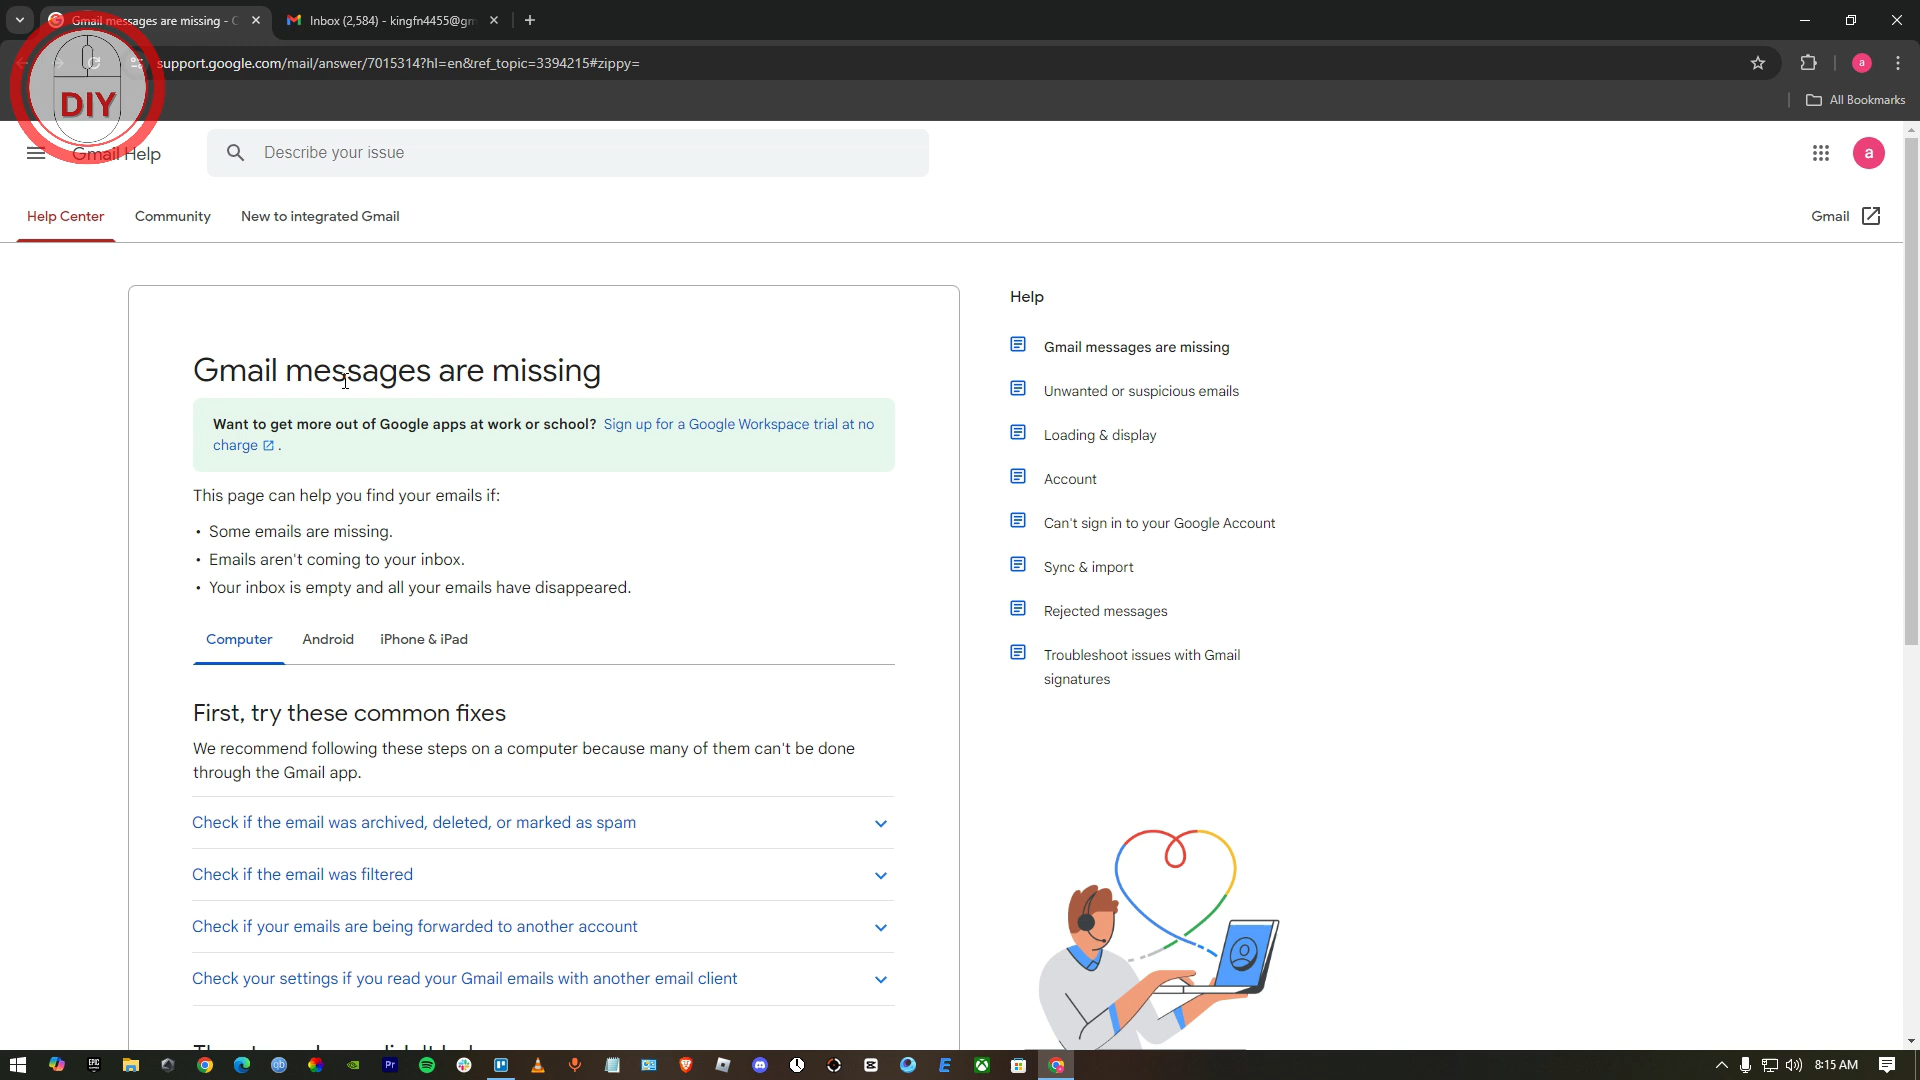 Gmail messages are missing - G
Inbox (2,584) - kingfn4455@gm
support.google.com/mail/answer/7015314?hl=en&ref_topic=3394215#zippy=
a
All Bookmarks
DIY
Gmail Help
Describe your issue
a
Help Center
Community
New to integrated Gmail
Gmail
Gmail messages are missing
Want to get more out of Google apps at work or school? Sign up for a Google Workspace trial at no
charge .
This page can help you find your emails if:
• Some emails are missing.
• Emails aren't coming to your inbox.
• Your inbox is empty and all your emails have disappeared.
Computer
Android
iPhone & iPad
First, try these common fixes
We recommend following these steps on a computer because many of them can't be done
through the Gmail app.
Check if the email was archived, deleted, or marked as spam
Check if the email was filtered
Check if your emails are being forwarded to another account
Check your settings if you read your Gmail emails with another email client
Help
Gmail messages are missing
Unwanted or suspicious emails
Loading & display
Account
Can't sign in to your Google Account
Sync & import
Rejected messages
Troubleshoot issues with Gmail
signatures
EPIC
qb
Pr
E
8:15 AM